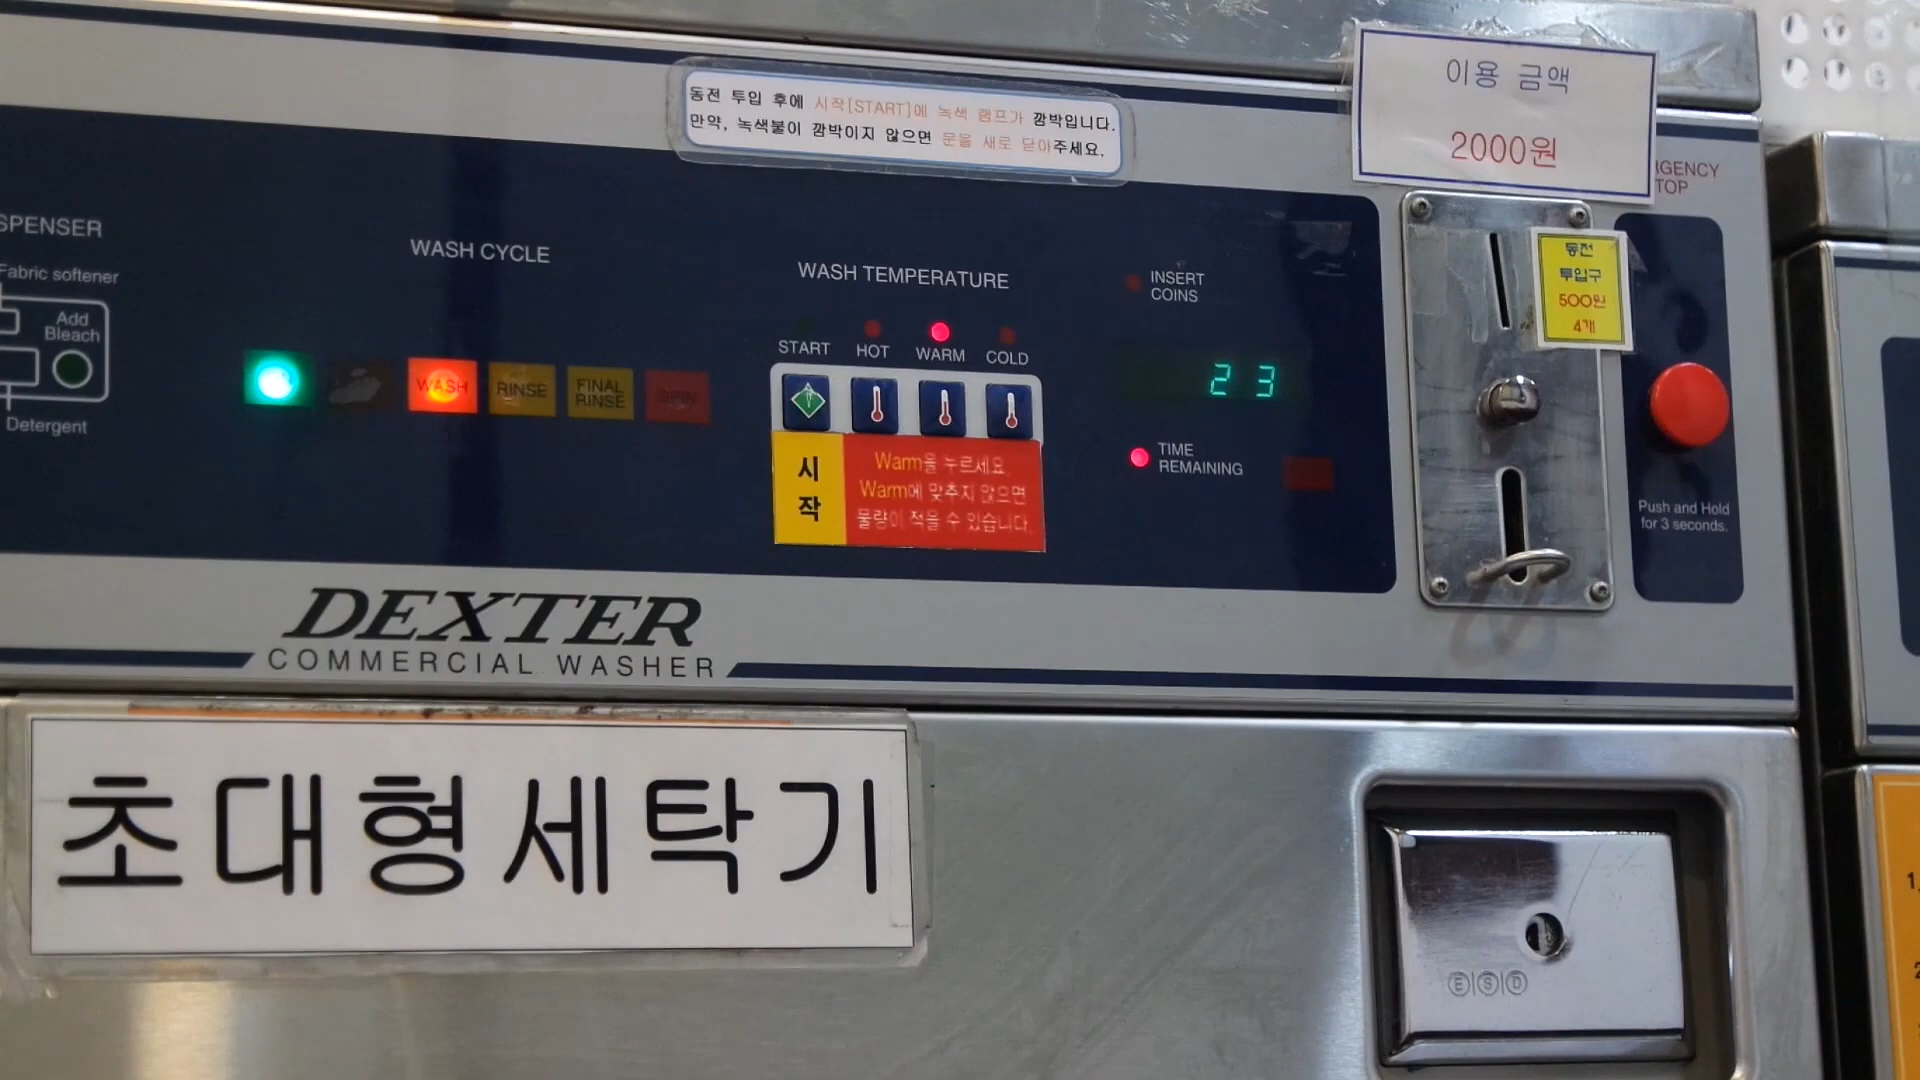 동전 투입 후에 시작[START]에 녹색 램프가 깜박입니다.
만약, 녹색불이 깜박이지 않으면 문을 새로 닫아주세요.
이용 금액
2000원
RGENCY
TOP
SPENSER
Fabric softener
Add
Bleach
Detergent
WASH CYCLE
WASH
RINSE
FINAL
RINSE
SPIN
WASH TEMPERATURE
START HOT WARM COLD
시
작
Warm을 누르세요.
Warm에 맞추지 않으면
물량이 적을 수 있습니다.
INSERT
COINS
23
TIME
REMAINING
동전
투입구
500원
4개
Push and Hold
for 3 seconds.
DEXTER
COMMERCIAL WASHER
초대형세탁기
ESD
1.
2